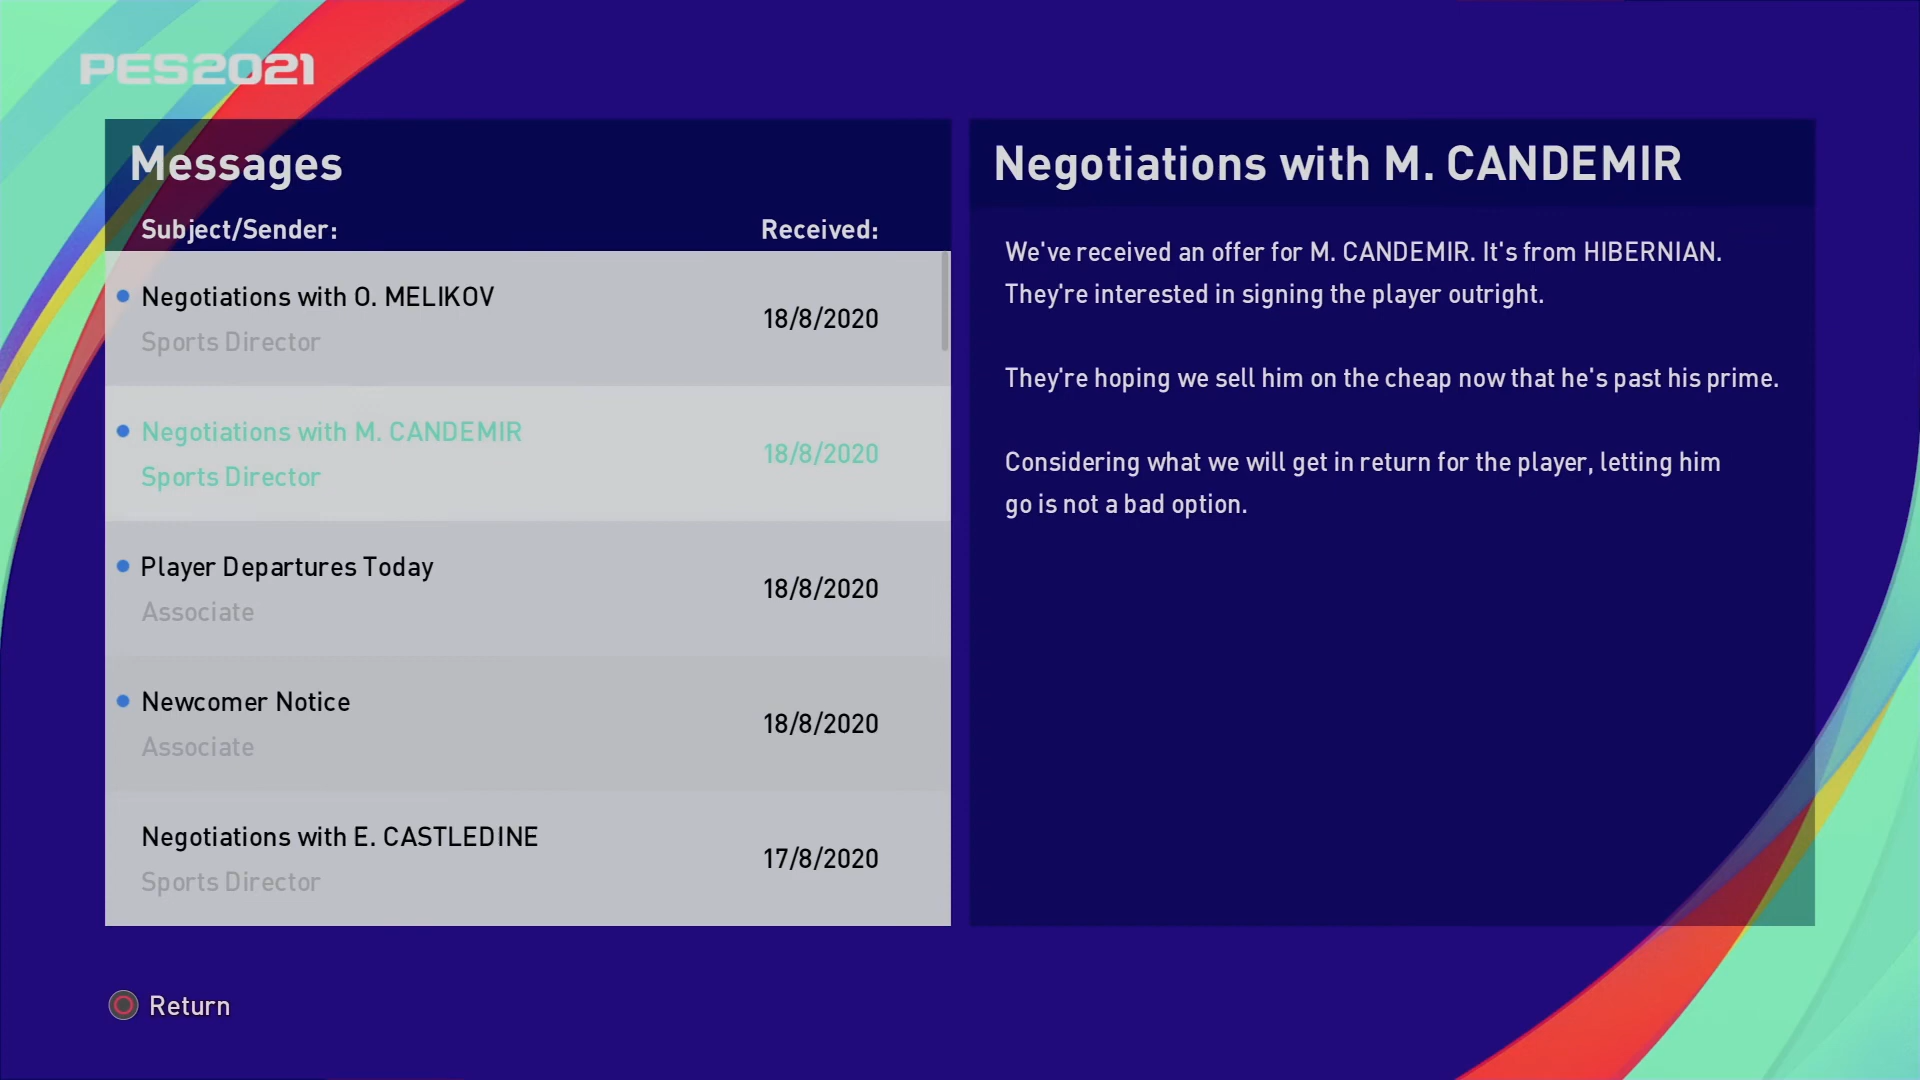 PES2021
Messages
Subject/Sender: Received:
Negotiations with O. MELIKOV
Sports Director
18/8/2020
Negotiations with M. CANDEMIR
Sports Director
18/8/2020
Player Departures Today
Associate
18/8/2020
Newcomer Notice
Associate
18/8/2020
Negotiations with E. CASTLEDINE
Sports Director
17/8/2020
Negotiations with M. CANDEMIR
We've received an offer for M. CANDEMIR. It's from HIBERNIAN.
They're interested in signing the player outright.
They're hoping we sell him on the cheap now that he's past his prime.
Considering what we will get in return for the player, letting him
go is not a bad option.
Return